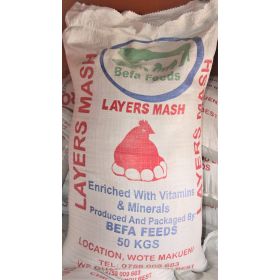 Befa Feeds
LAYERS MASH
LAYERS MASH
LAYERS MASH
Enriched With Vitamins
& Minerals
Produced And Packaged By:
BEFA FEEDS
50 KGS
LOCATION, WOTE MAKUENI